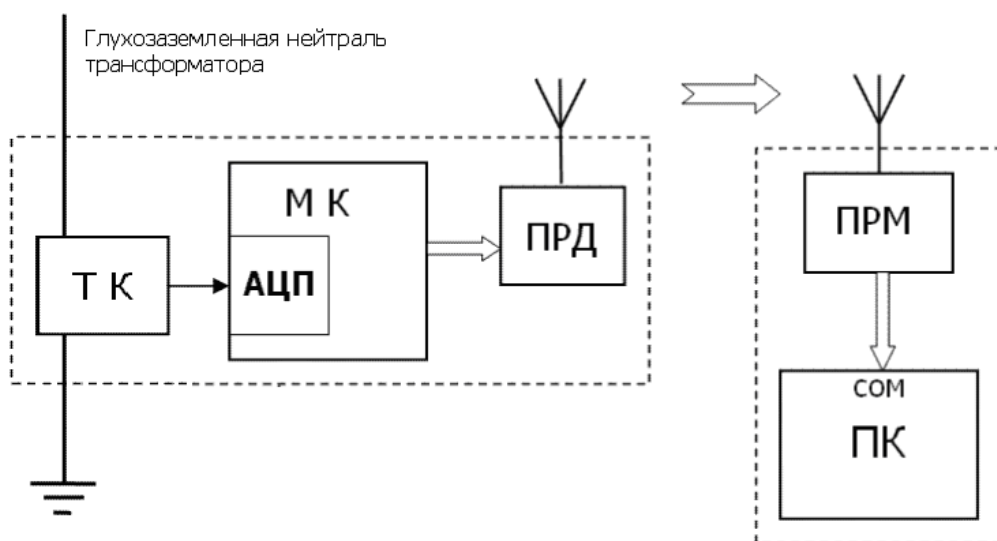 Глухозаземленная нейтраль
трансформатора
Т К
М К
АЦП
ПРД
ПРМ
COM
ПК